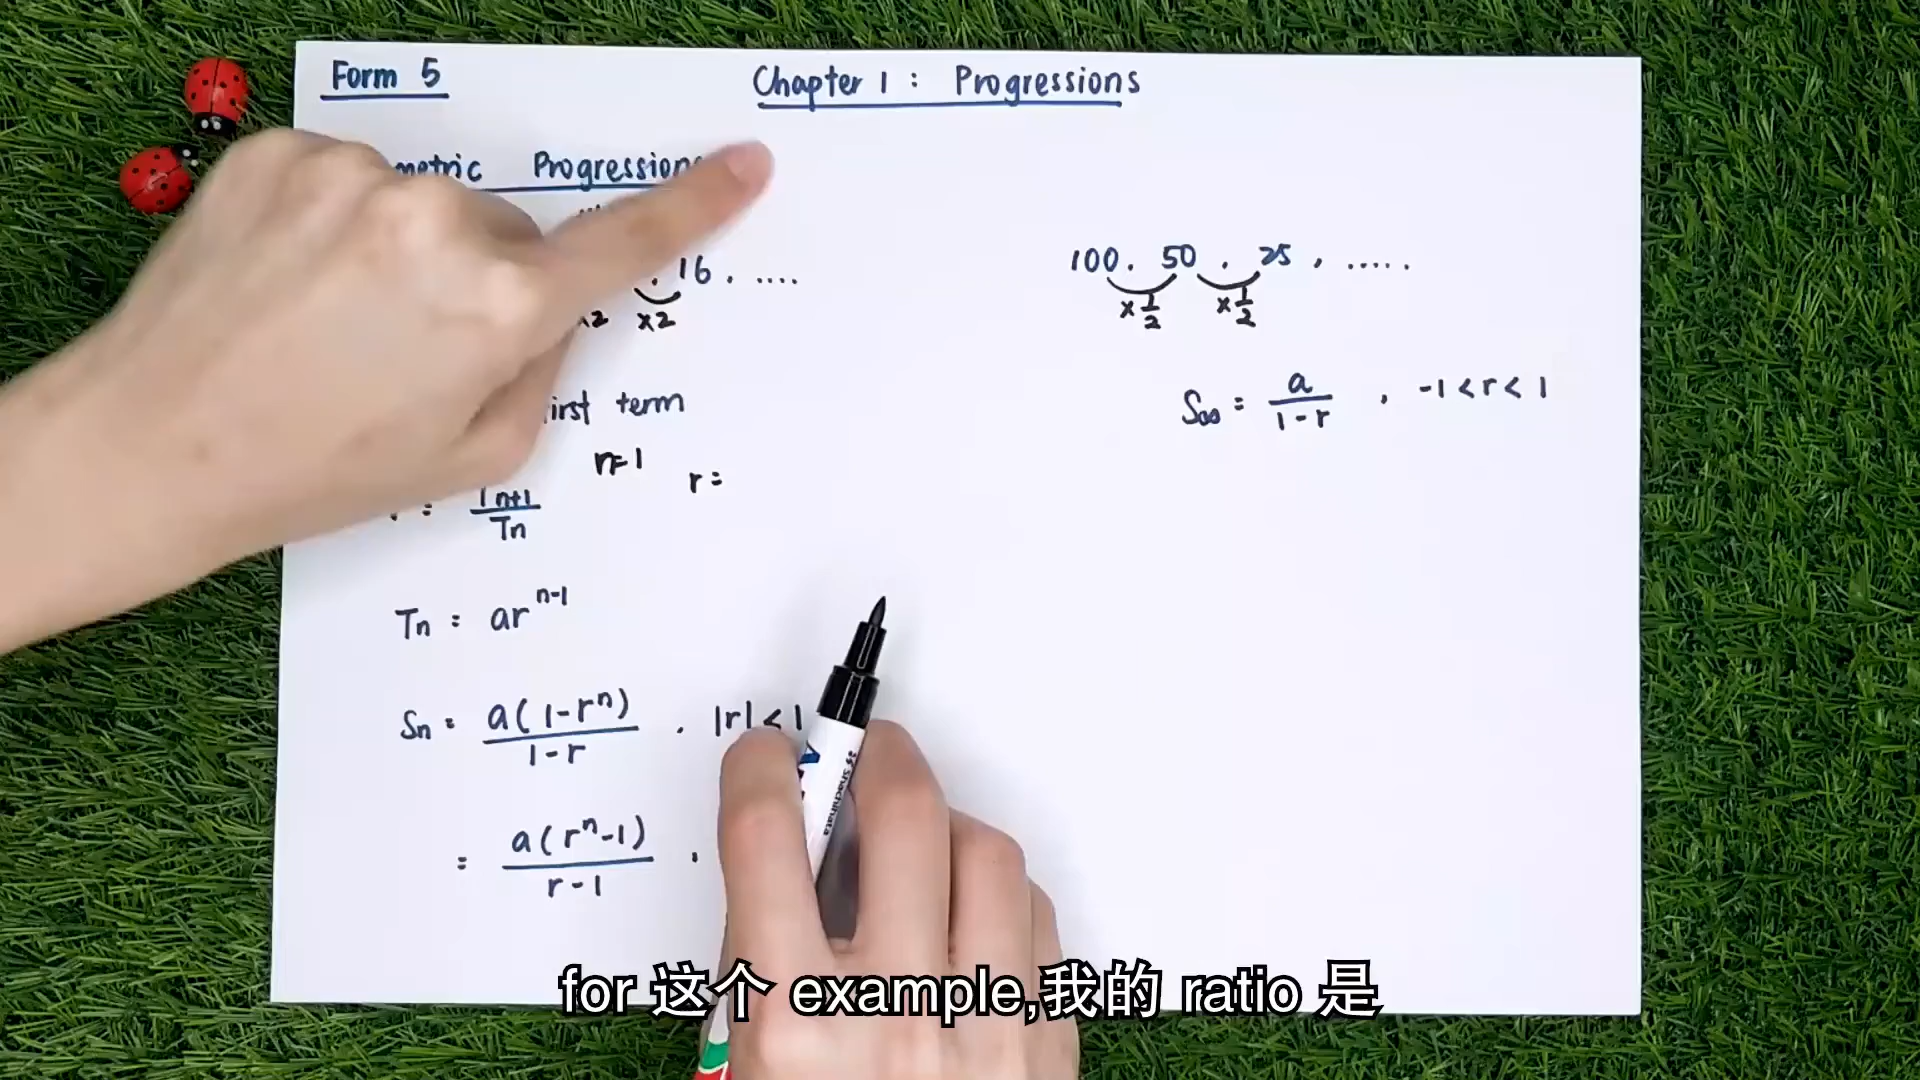 Form 5
Chapter 1 : Progressions
metric Progression
16 . ....
x2 x2
100 . 50 . 25 , .....
x 1/2 x 1/2
irst term
S∞ = a/(1-r) , -1 < r < 1
n=1 r =
= Tn+1/Tn
Tn = ar^(n-1)
Sn = a(1-r^n)/(1-r) , |r| < 1
= a(r^n-1)/(r-1) ,
for 这个 example,我的 ratio 是